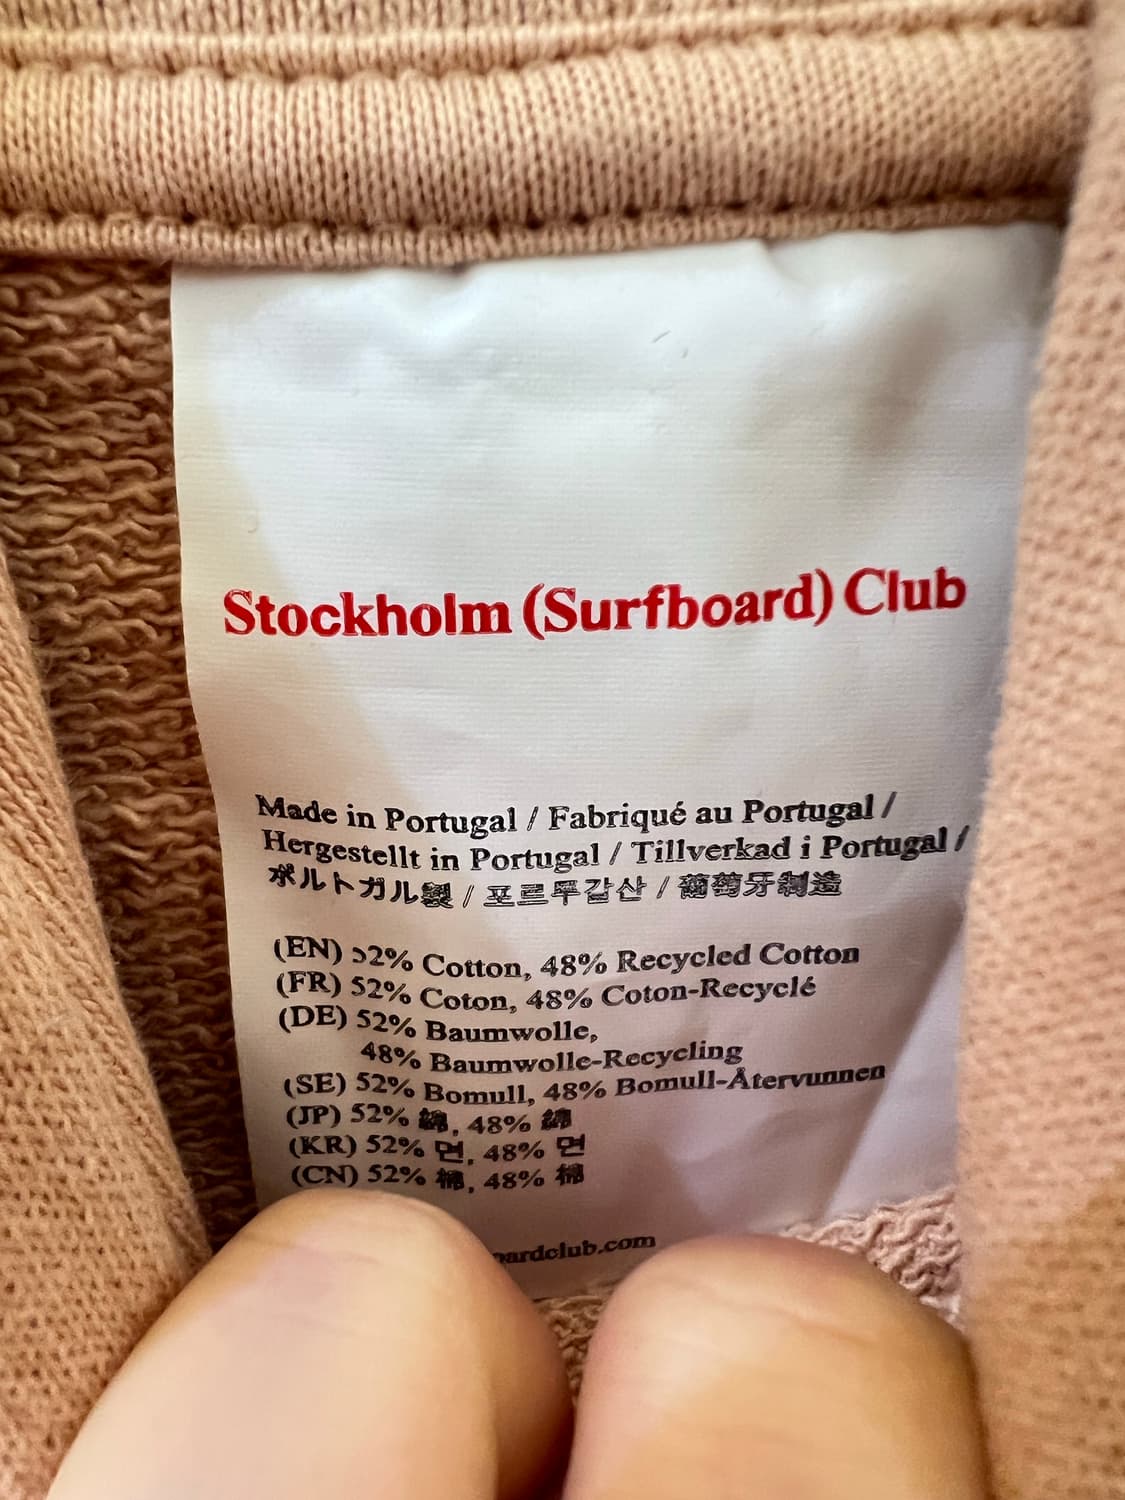 Stockholm (Surfboard) Club
Made in Portugal / Fabriqué au Portugal /
Hergestellt in Portugal / Tillverkad i Portugal /
ポルトガル製 / 포르투갈산 / 葡萄牙制造
(EN) 52% Cotton, 48% Recycled Cotton
(FR) 52% Coton, 48% Coton-Recyclé
(DE) 52% Baumwolle,
48% Baumwolle-Recycling
(SE) 52% Bomull, 48% Bomull-Återvunnen
(JP) 52% 綿, 48% 綿
(KR) 52% 면, 48% 면
(CN) 52% 棉, 48% 棉
ardclub.com